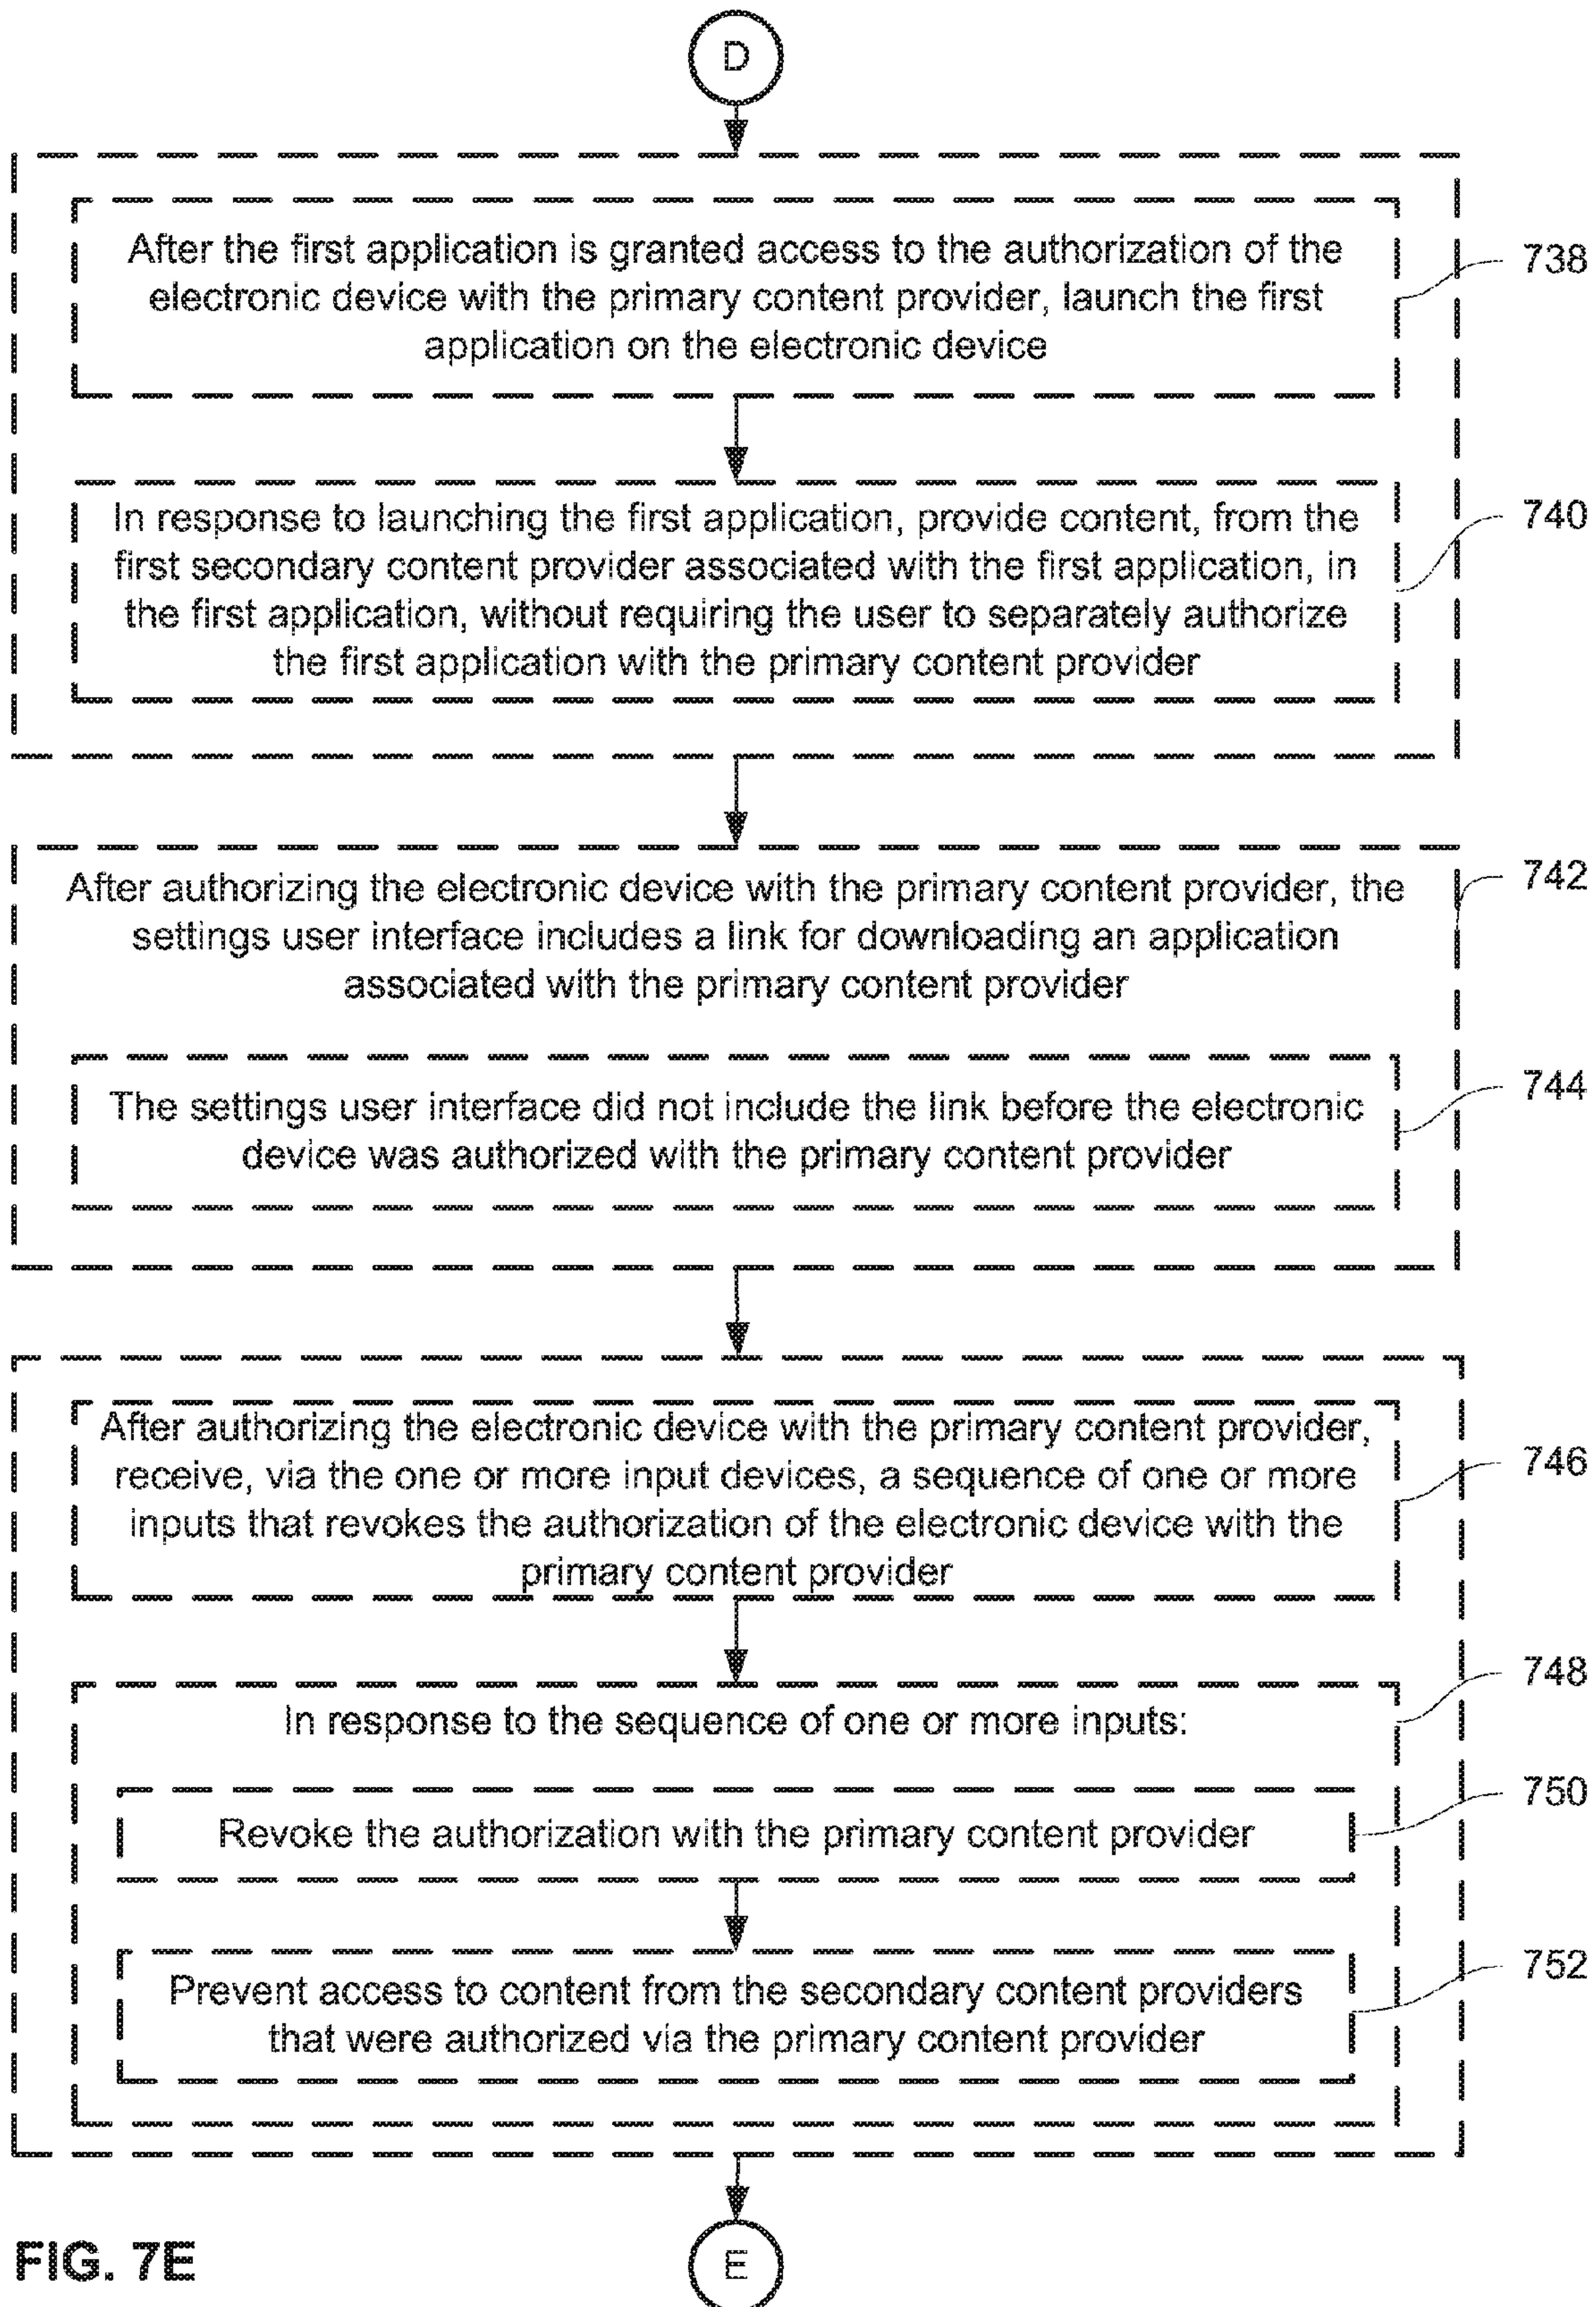 D
After the first application is granted access to the authorization of the
electronic device with the primary content provider, launch the first
application on the electronic device
738
In response to launching the first application, provide content, from the
first secondary content provider associated with the first application, in
the first application, without requiring the user to separately authorize
the first application with the primary content provider
740
After authorizing the electronic device with the primary content provider, the
settings user interface includes a link for downloading an application
associated with the primary content provider
742
The settings user interface did not include the link before the electronic
device was authorized with the primary content provider
744
After authorizing the electronic device with the primary content provider,
receive, via the one or more input devices, a sequence of one or more
inputs that revokes the authorization of the electronic device with the
primary content provider
746
In response to the sequence of one or more inputs:
748
Revoke the authorization with the primary content provider
750
Prevent access to content from the secondary content providers
that were authorized via the primary content provider
752
E
FIG. 7E